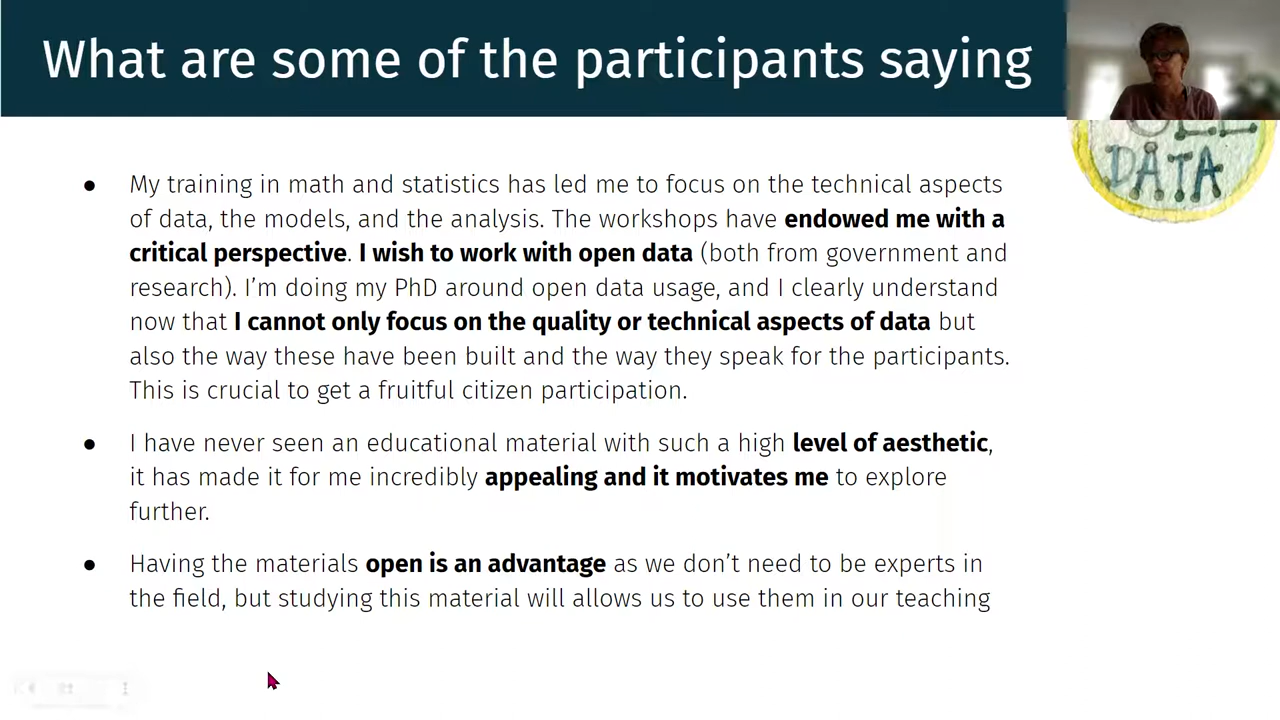 What are some of the participants saying
DATA
● My training in math and statistics has led me to focus on the technical aspects
of data, the models, and the analysis. The workshops have endowed me with a
critical perspective. I wish to work with open data (both from government and
research). I’m doing my PhD around open data usage, and I clearly understand
now that I cannot only focus on the quality or technical aspects of data but
also the way these have been built and the way they speak for the participants.
This is crucial to get a fruitful citizen participation.
● I have never seen an educational material with such a high level of aesthetic,
it has made it for me incredibly appealing and it motivates me to explore
further.
● Having the materials open is an advantage as we don’t need to be experts in
the field, but studying this material will allows us to use them in our teaching